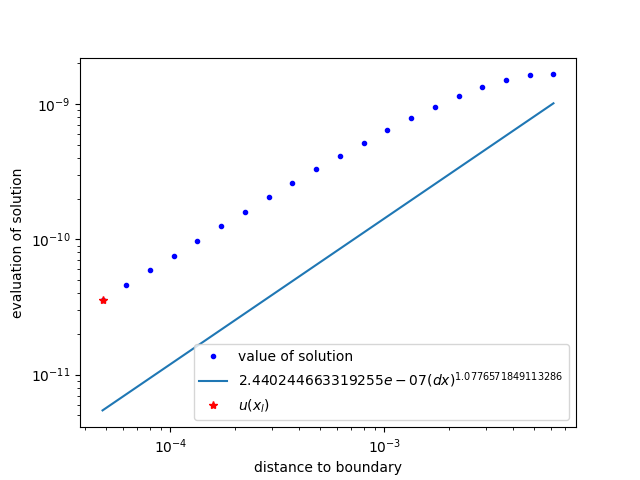 10⁻⁹
10⁻¹⁰
10⁻¹¹
evaluation of solution
value of solution
2.440244663319255e − 07(dx)^1.0776571849113286
u(x_l)
10⁻⁴
10⁻³
distance to boundary